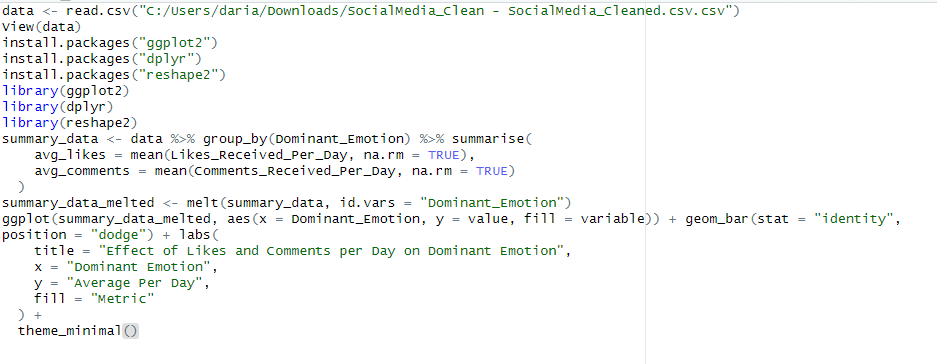 data <- read.csv("C:/Users/daria/Downloads/SocialMedia_Clean - SocialMedia_Cleaned.csv.csv")
View(data)
install.packages("ggplot2")
install.packages("dplyr")
install.packages("reshape2")
library(ggplot2)
library(dplyr)
library(reshape2)
summary_data <- data %>% group_by(Dominant_Emotion) %>% summarise(
    avg_likes = mean(Likes_Received_Per_Day, na.rm = TRUE),
    avg_comments = mean(Comments_Received_Per_Day, na.rm = TRUE)
  )
summary_data_melted <- melt(summary_data, id.vars = "Dominant_Emotion")
ggplot(summary_data_melted, aes(x = Dominant_Emotion, y = value, fill = variable)) + geom_bar(stat = "identity",
position = "dodge") + labs(
    title = "Effect of Likes and Comments per Day on Dominant Emotion",
    x = "Dominant Emotion",
    y = "Average Per Day",
    fill = "Metric"
  ) +
  theme_minimal()